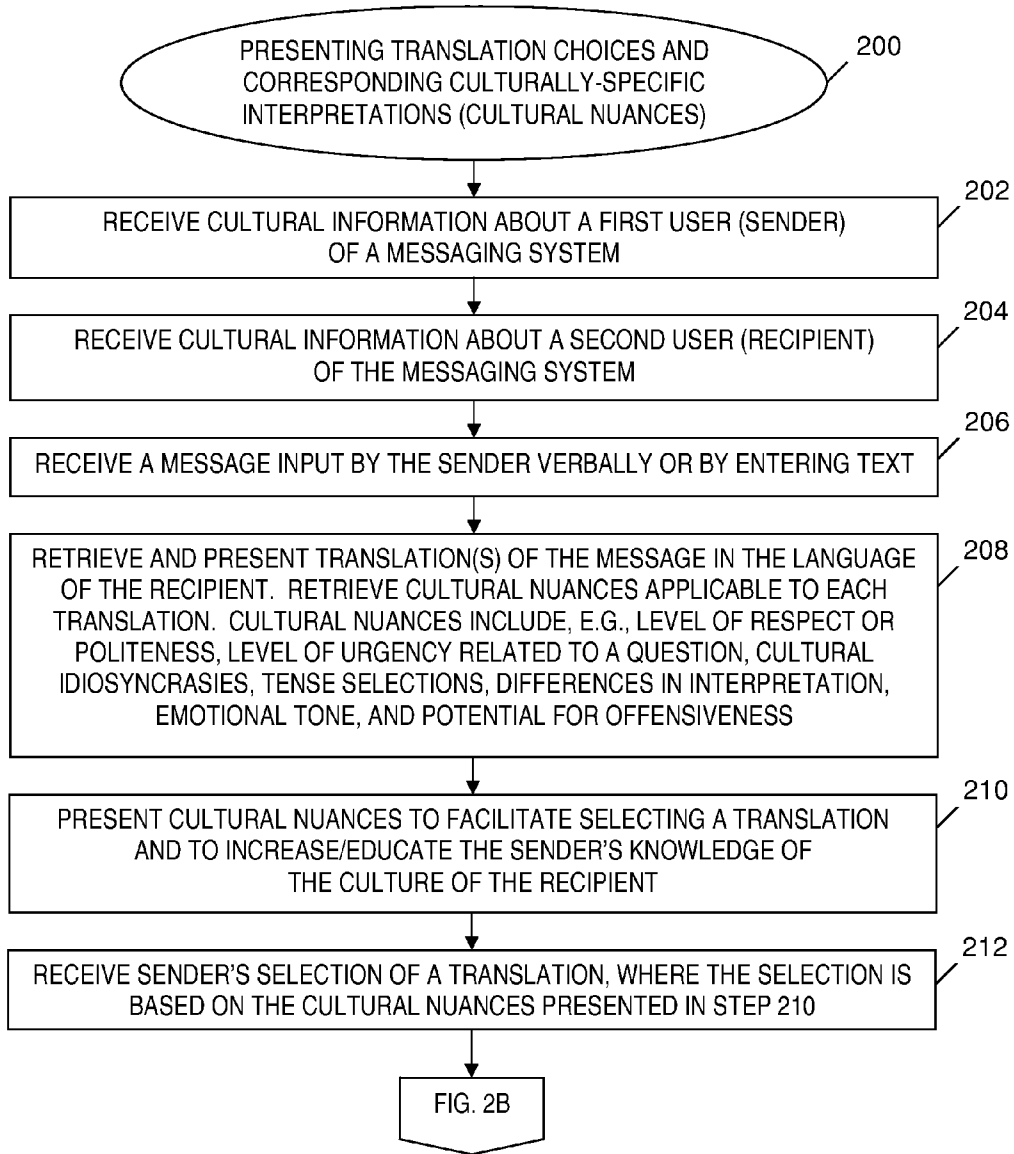 PRESENTING TRANSLATION CHOICES AND
CORRESPONDING CULTURALLY-SPECIFIC
INTERPRETATIONS (CULTURAL NUANCES)
200
202
RECEIVE CULTURAL INFORMATION ABOUT A FIRST USER (SENDER)
OF A MESSAGING SYSTEM
204
RECEIVE CULTURAL INFORMATION ABOUT A SECOND USER (RECIPIENT)
OF THE MESSAGING SYSTEM
206
RECEIVE A MESSAGE INPUT BY THE SENDER VERBALLY OR BY ENTERING TEXT
208
RETRIEVE AND PRESENT TRANSLATION(S) OF THE MESSAGE IN THE LANGUAGE
OF THE RECIPIENT. RETRIEVE CULTURAL NUANCES APPLICABLE TO EACH
TRANSLATION. CULTURAL NUANCES INCLUDE, E.G., LEVEL OF RESPECT OR
POLITENESS, LEVEL OF URGENCY RELATED TO A QUESTION, CULTURAL
IDIOSYNCRASIES, TENSE SELECTIONS, DIFFERENCES IN INTERPRETATION,
EMOTIONAL TONE, AND POTENTIAL FOR OFFENSIVENESS
210
PRESENT CULTURAL NUANCES TO FACILITATE SELECTING A TRANSLATION
AND TO INCREASE/EDUCATE THE SENDER'S KNOWLEDGE OF
THE CULTURE OF THE RECIPIENT
212
RECEIVE SENDER'S SELECTION OF A TRANSLATION, WHERE THE SELECTION IS
BASED ON THE CULTURAL NUANCES PRESENTED IN STEP 210
FIG. 2B